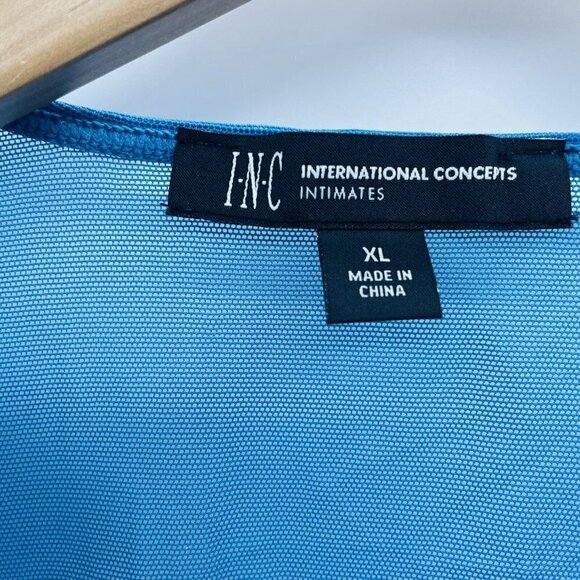 I·N·C INTERNATIONAL CONCEPTS
INTIMATES
XL
MADE IN
CHINA